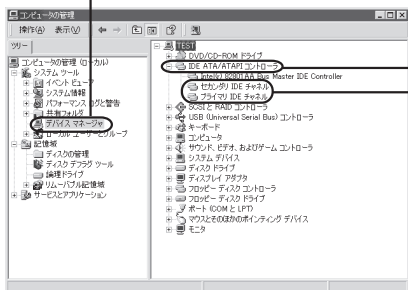 コンピュータの管理
操作(A) 表示(V)
ツリー
コンピュータの管理 (ローカル)
システム ツール
イベント ビューア
システム情報
パフォーマンス ログと警告
共有フォルダ
デバイス マネージャ
ローカル ユーザーとグループ
記憶域
ディスクの管理
ディスク デフラグ ツール
論理ドライブ
リムーバブル記憶域
サービスとアプリケーション
TEST
DVD/CD-ROM ドライブ
IDE ATA/ATAPI コントローラ
Intel(r) 82801AA Bus Master IDE Controller
セカンダリ IDE チャネル
プライマリ IDE チャネル
SCSI と RAID コントローラ
USB (Universal Serial Bus) コントローラ
キーボード
コンピュータ
サウンド、ビデオ、およびゲーム コントローラ
システム デバイス
ディスク ドライブ
ディスプレイ アダプタ
フロッピー ディスク コントローラ
フロッピー ディスク ドライブ
ポート (COM と LPT)
マウスとそのほかのポインティング デバイス
モニタ